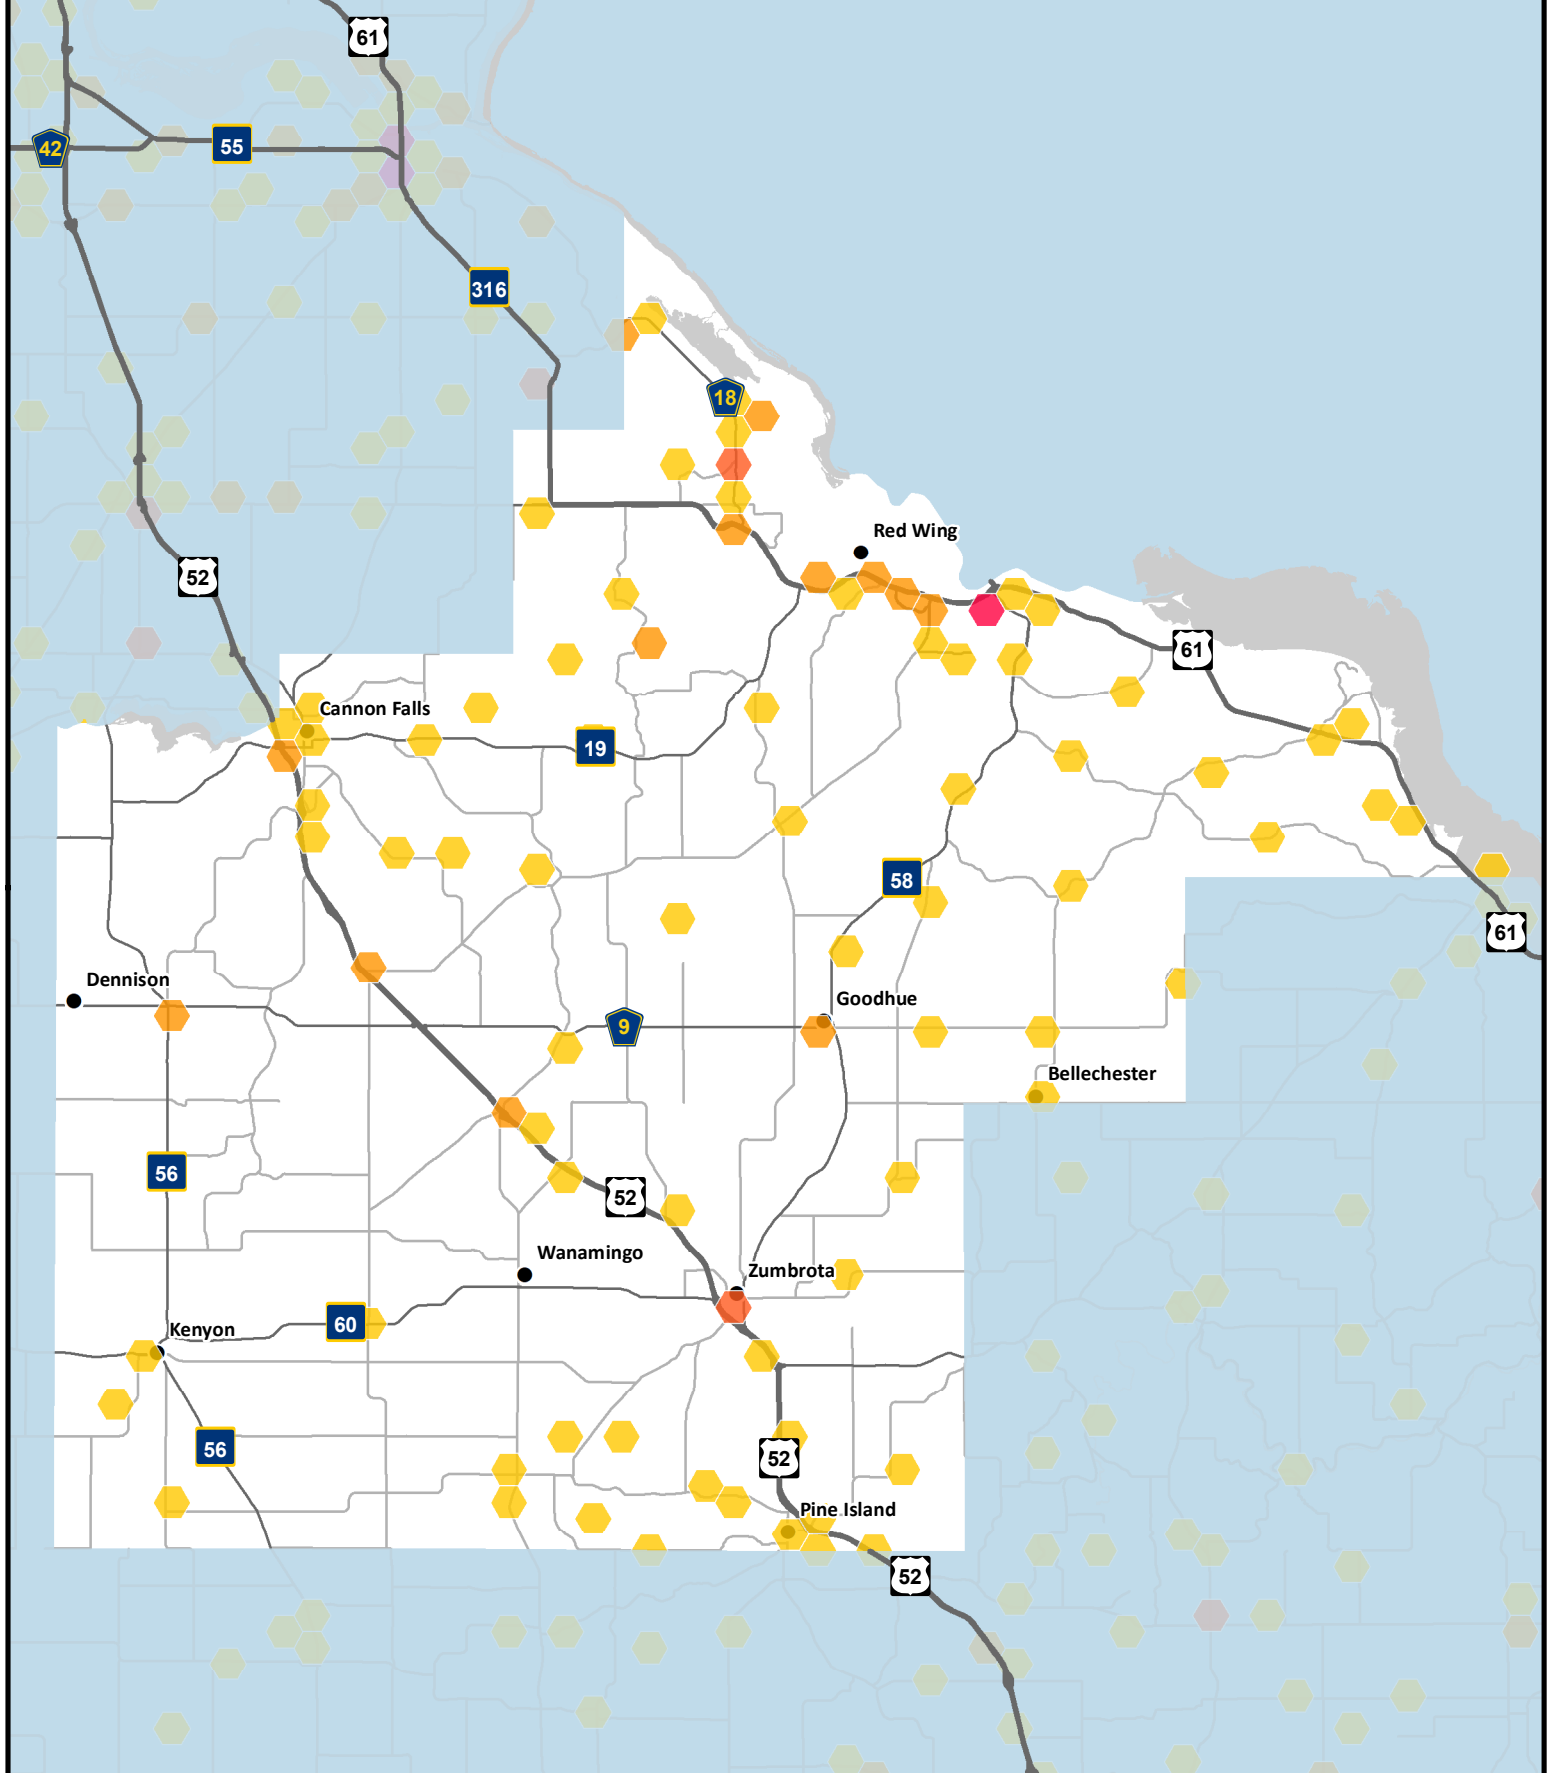 61
42
55
316
18
Red Wing
52
61
Cannon Falls
19
58
61
Dennison
Goodhue
9
Bellechester
56
52
Wanamingo
Zumbrota
60
Kenyon
56
52
Pine Island
52